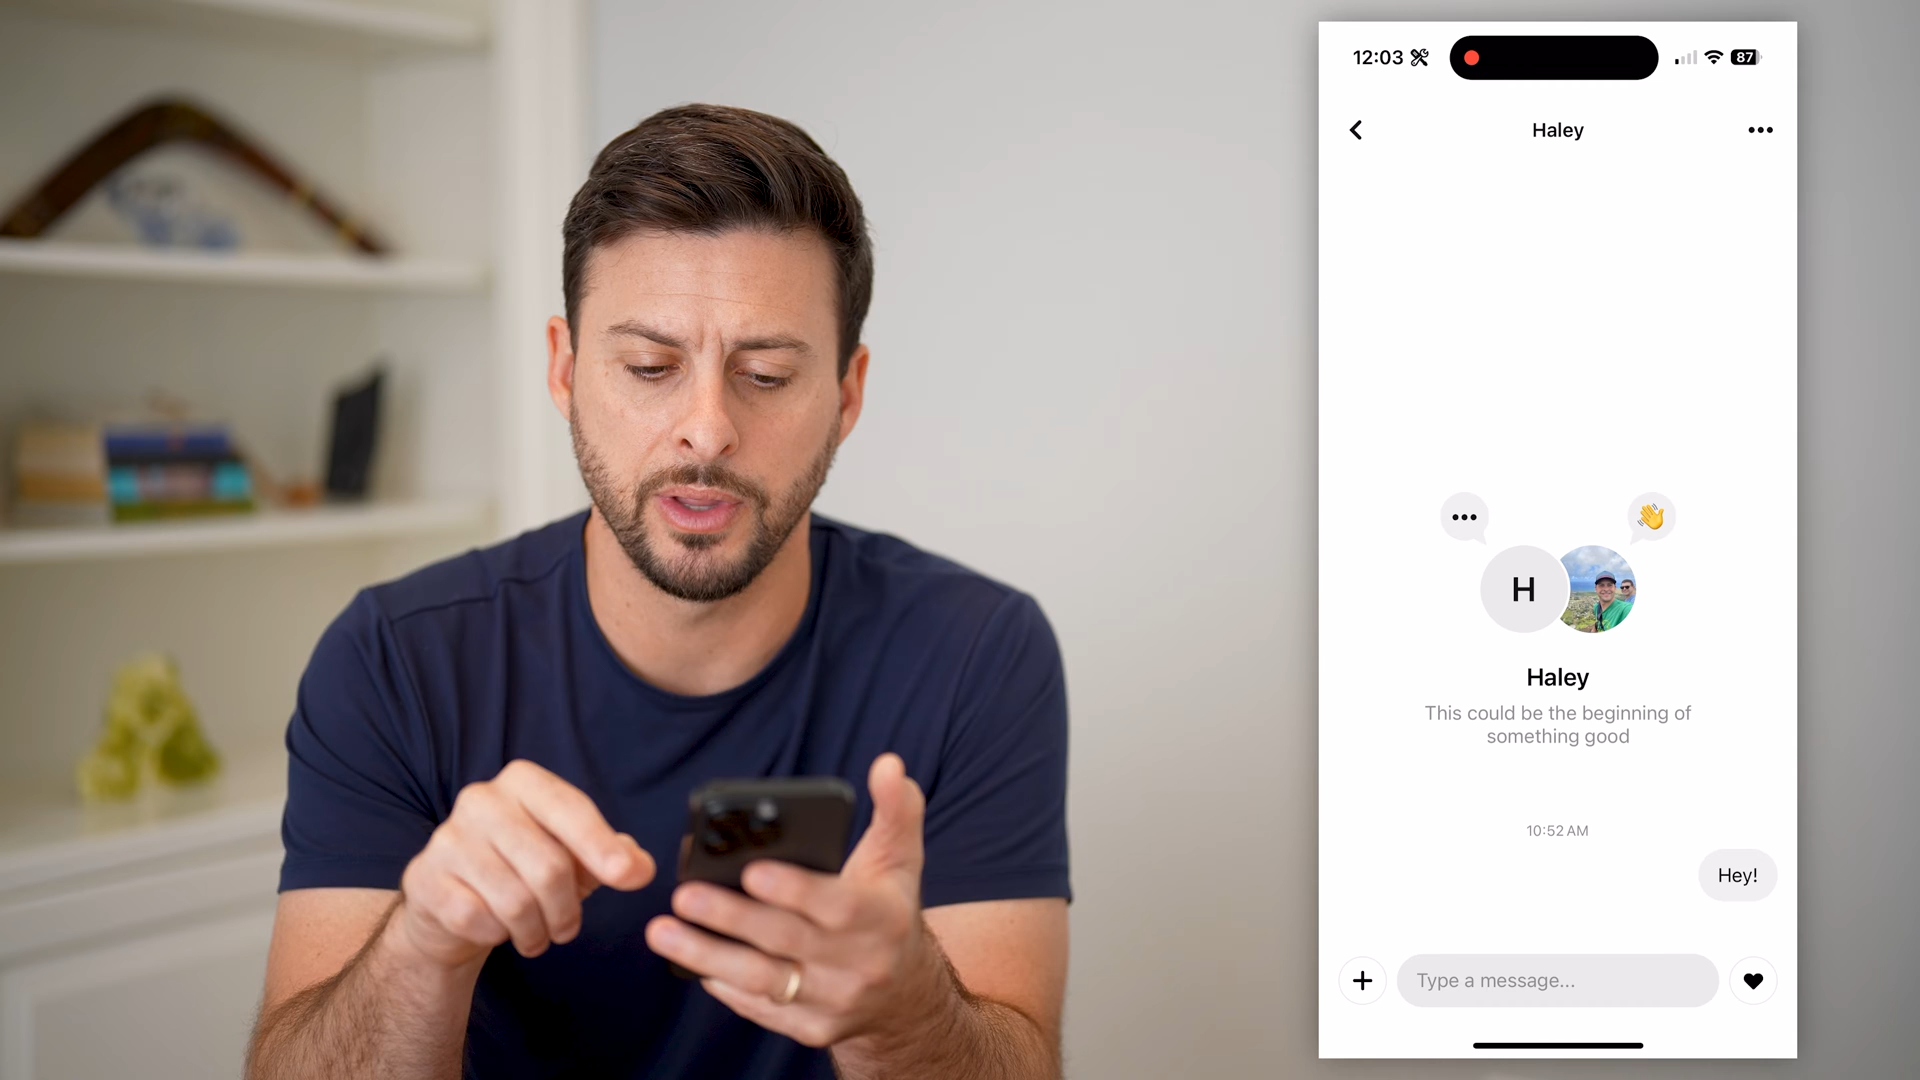 12:03
87
Haley
H
Haley
This could be the beginning of
something good
10:52 AM
Hey!
Type a message...